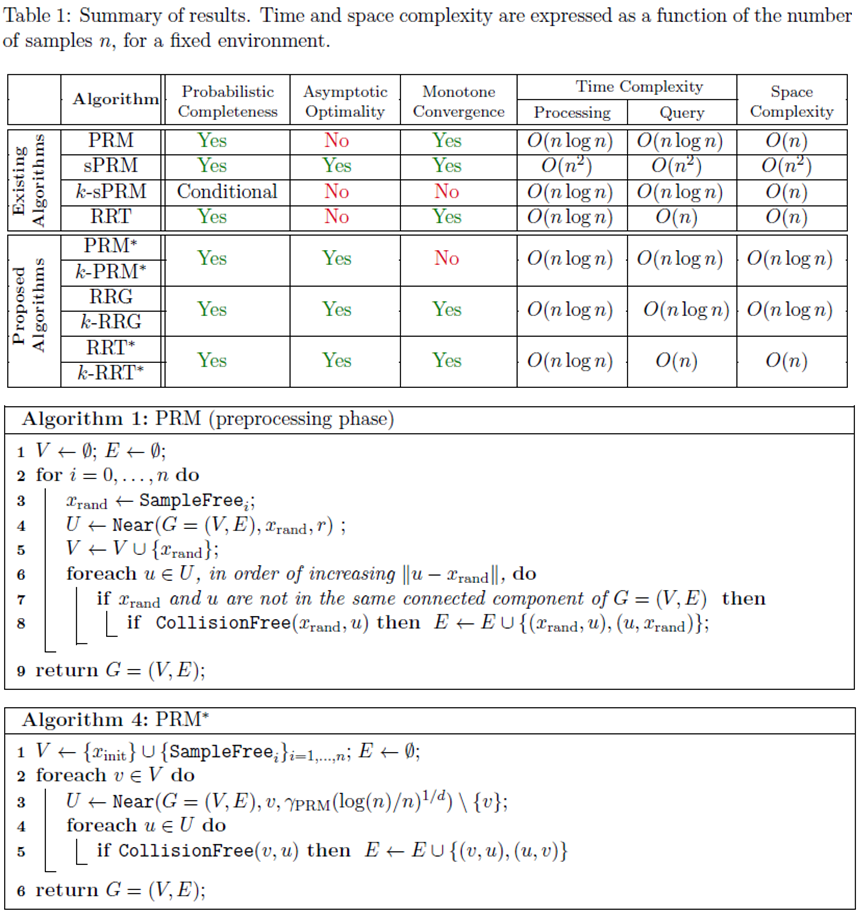 Table 1: Summary of results. Time and space complexity are expressed as a function of the number
of samples n, for a fixed environment.
Algorithm Probabilistic Completeness Asymptotic Optimality Monotone Convergence Time Complexity Processing Query Space Complexity
Existing Algorithms
PRM Yes No Yes O(n log n) O(n log n) O(n)
sPRM Yes Yes Yes O(n²) O(n²) O(n²)
k-sPRM Conditional No No O(n log n) O(n log n) O(n)
RRT Yes No Yes O(n log n) O(n) O(n)
Proposed Algorithms
PRM*
k-PRM*
Yes Yes No O(n log n) O(n log n) O(n log n)
RRG
k-RRG
Yes Yes Yes O(n log n) O(n log n) O(n log n)
RRT*
k-RRT*
Yes Yes Yes O(n log n) O(n) O(n)
Algorithm 1: PRM (preprocessing phase)
1 V ← ∅; E ← ∅;
2 for i = 0, . . . , n do
3 x_rand ← SampleFree_i;
4 U ← Near(G = (V, E), x_rand, r) ;
5 V ← V ∪ {x_rand};
6 foreach u ∈ U, in order of increasing ‖u − x_rand‖, do
7 if x_rand and u are not in the same connected component of G = (V, E) then
8 if CollisionFree(x_rand, u) then E ← E ∪ {(x_rand, u), (u, x_rand)};
9 return G = (V, E);
Algorithm 4: PRM*
1 V ← {x_init} ∪ {SampleFree_i}_{i=1,...,n}; E ← ∅;
2 foreach v ∈ V do
3 U ← Near(G = (V, E), v, γ_PRM(log(n)/n)^{1/d}) \ {v};
4 foreach u ∈ U do
5 if CollisionFree(v, u) then E ← E ∪ {(v, u), (u, v)}
6 return G = (V, E);